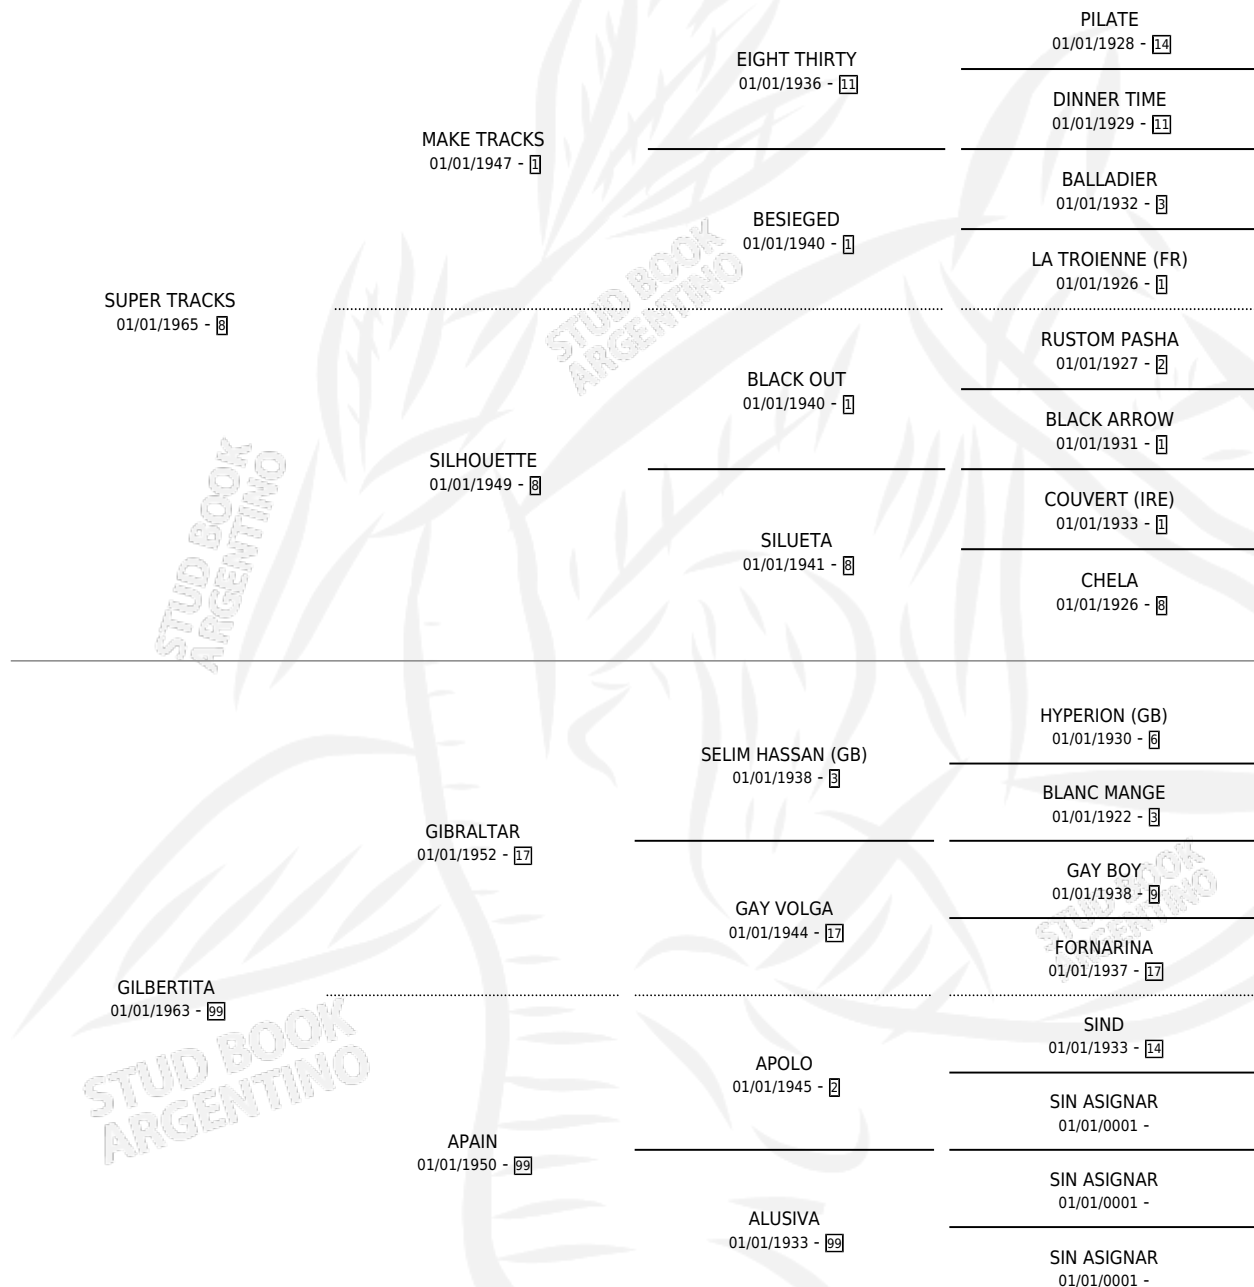 PILATE
01/01/1928 - 14
EIGHT THIRTY
01/01/1936 - 11
DINNER TIME
01/01/1929 - 11
MAKE TRACKS
01/01/1947 - 1
BALLADIER
01/01/1932 - 3
BESIEGED
01/01/1940 - 1
LA TROIENNE (FR)
01/01/1926 - 1
SUPER TRACKS
01/01/1965 - 8
STUD BOOK
ARGENTINO
RUSTOM PASHA
01/01/1927 - 2
BLACK OUT
01/01/1940 - 1
BLACK ARROW
01/01/1931 - 1
SILHOUETTE
01/01/1949 - 8
COUVERT (IRE)
01/01/1933 - 1
SILUETA
01/01/1941 - 8
CHELA
01/01/1926 - 8
STUD BOOK
ARGENTINO
HYPERION (GB)
01/01/1930 - 6
SELIM HASSAN (GB)
01/01/1938 - 3
BLANC MANGE
01/01/1922 - 3
GIBRALTAR
01/01/1952 - 17
GAY BOY
01/01/1938 - 9
GAY VOLGA
01/01/1944 - 17
FORNARINA
01/01/1937 - 17
STUD BOOK
ARGENTINO
GILBERTITA
01/01/1963 - 99
STUD BOOK
ARGENTINO
SIND
01/01/1933 - 14
APOLO
01/01/1945 - 2
SIN ASIGNAR
01/01/0001 -
APAIN
01/01/1950 - 99
SIN ASIGNAR
01/01/0001 -
ALUSIVA
01/01/1933 - 99
SIN ASIGNAR
01/01/0001 -